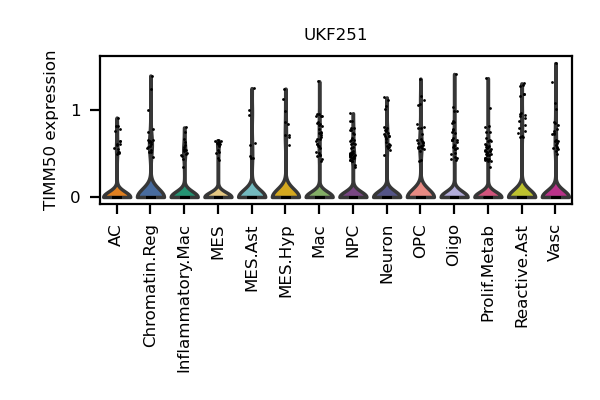 UKF251
TIMM50 expression
1
0
AC
Chromatin.Reg
Inflammatory.Mac
MES
MES.Ast
MES.Hyp
Mac
NPC
Neuron
OPC
Oligo
Prolif.Metab
Reactive.Ast
Vasc